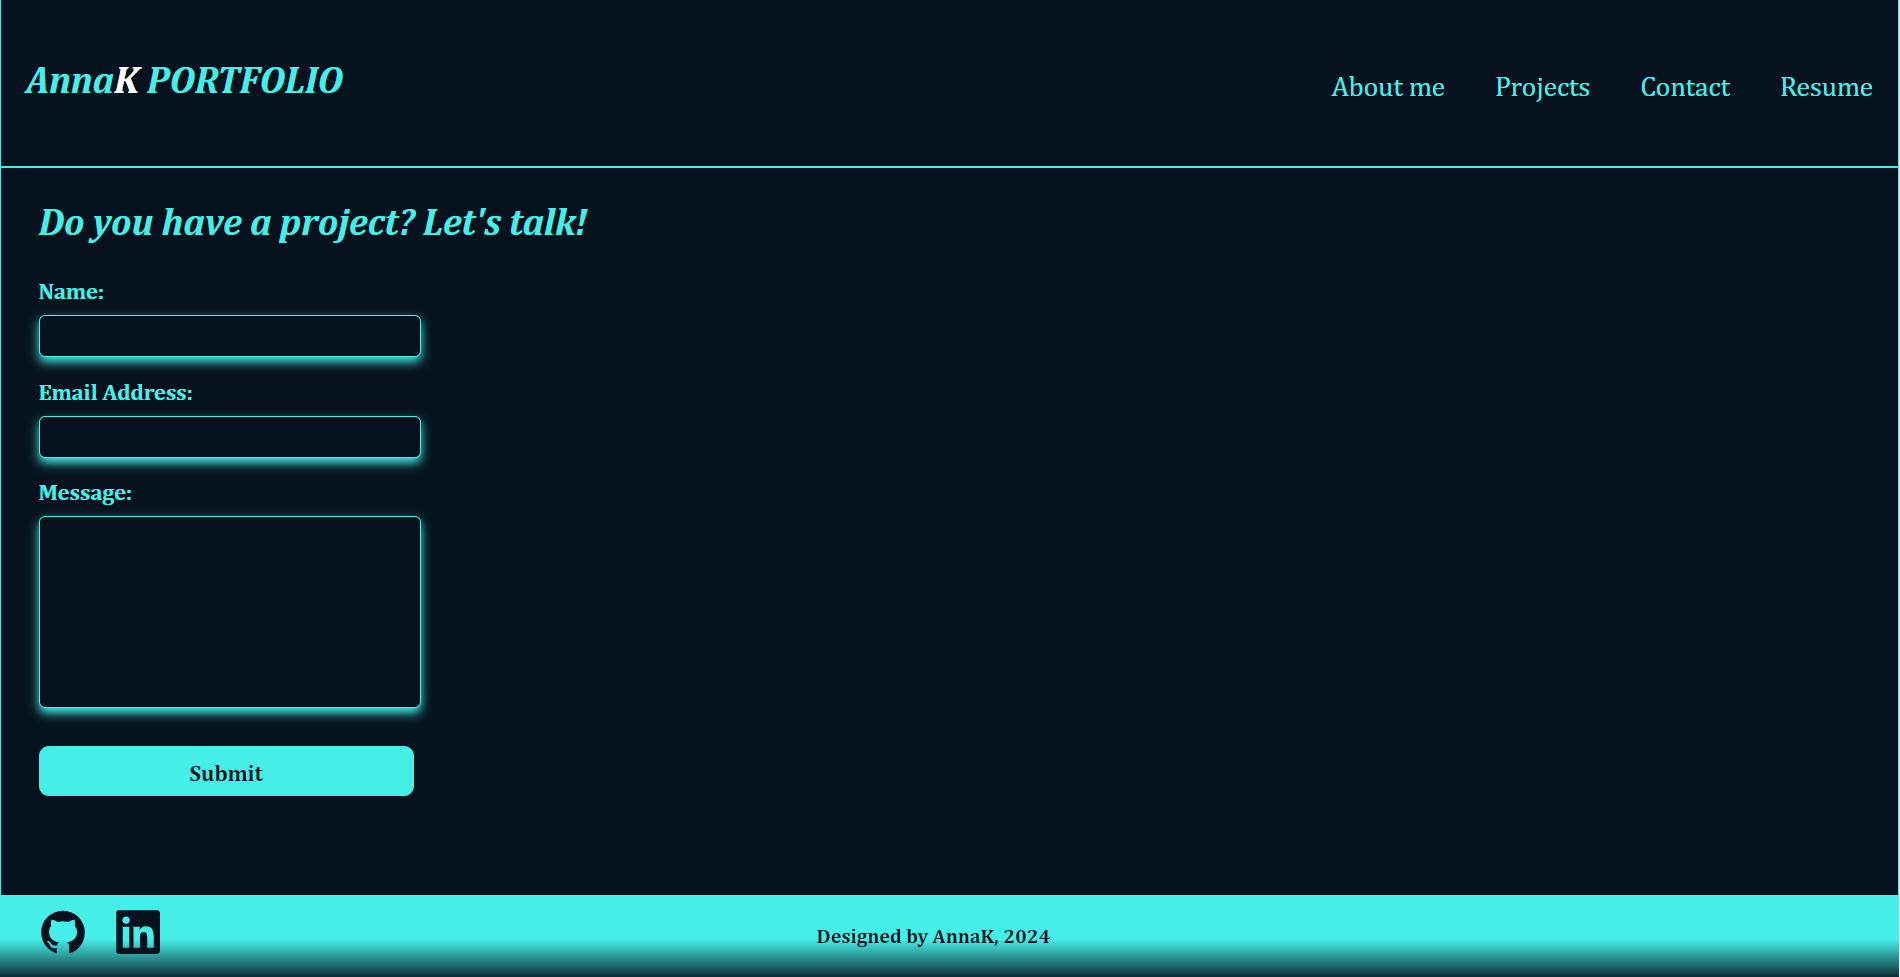 AnnaK PORTFOLIO
About me Projects Contact Resume
Do you have a project? Let's talk!
Name:
Email Address:
Message:
Submit
in
Designed by AnnaK, 2024